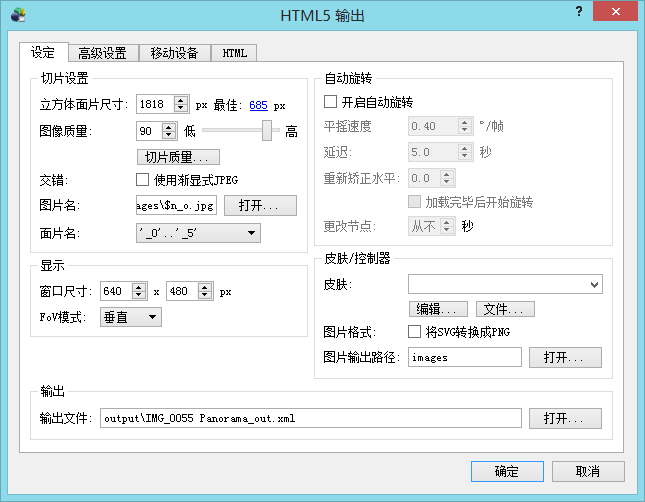 HTML5 输出
?
设定 高级设置 移动设备 HTML
切片设置
立方体面片尺寸: 1818 px 最佳: 685 px
图像质量: 90 低 高
切片质量...
交错: 使用渐显式JPEG
图片名: ages\$n_o.jpg 打开...
面片名: '_0'..'_5'
显示
窗口尺寸: 640 x 480 px
FoV模式: 垂直
自动旋转
开启自动旋转
平摇速度 0.40 °/帧
延迟: 5.0 秒
重新矫正水平: 0.0
加载完毕后开始旋转
更改节点: 从不 秒
皮肤/控制器
皮肤:
编辑... 文件...
图片格式: 将SVG转换成PNG
图片输出路径: images 打开...
输出
输出文件: output\IMG_0055 Panorama_out.xml 打开...
确定 取消